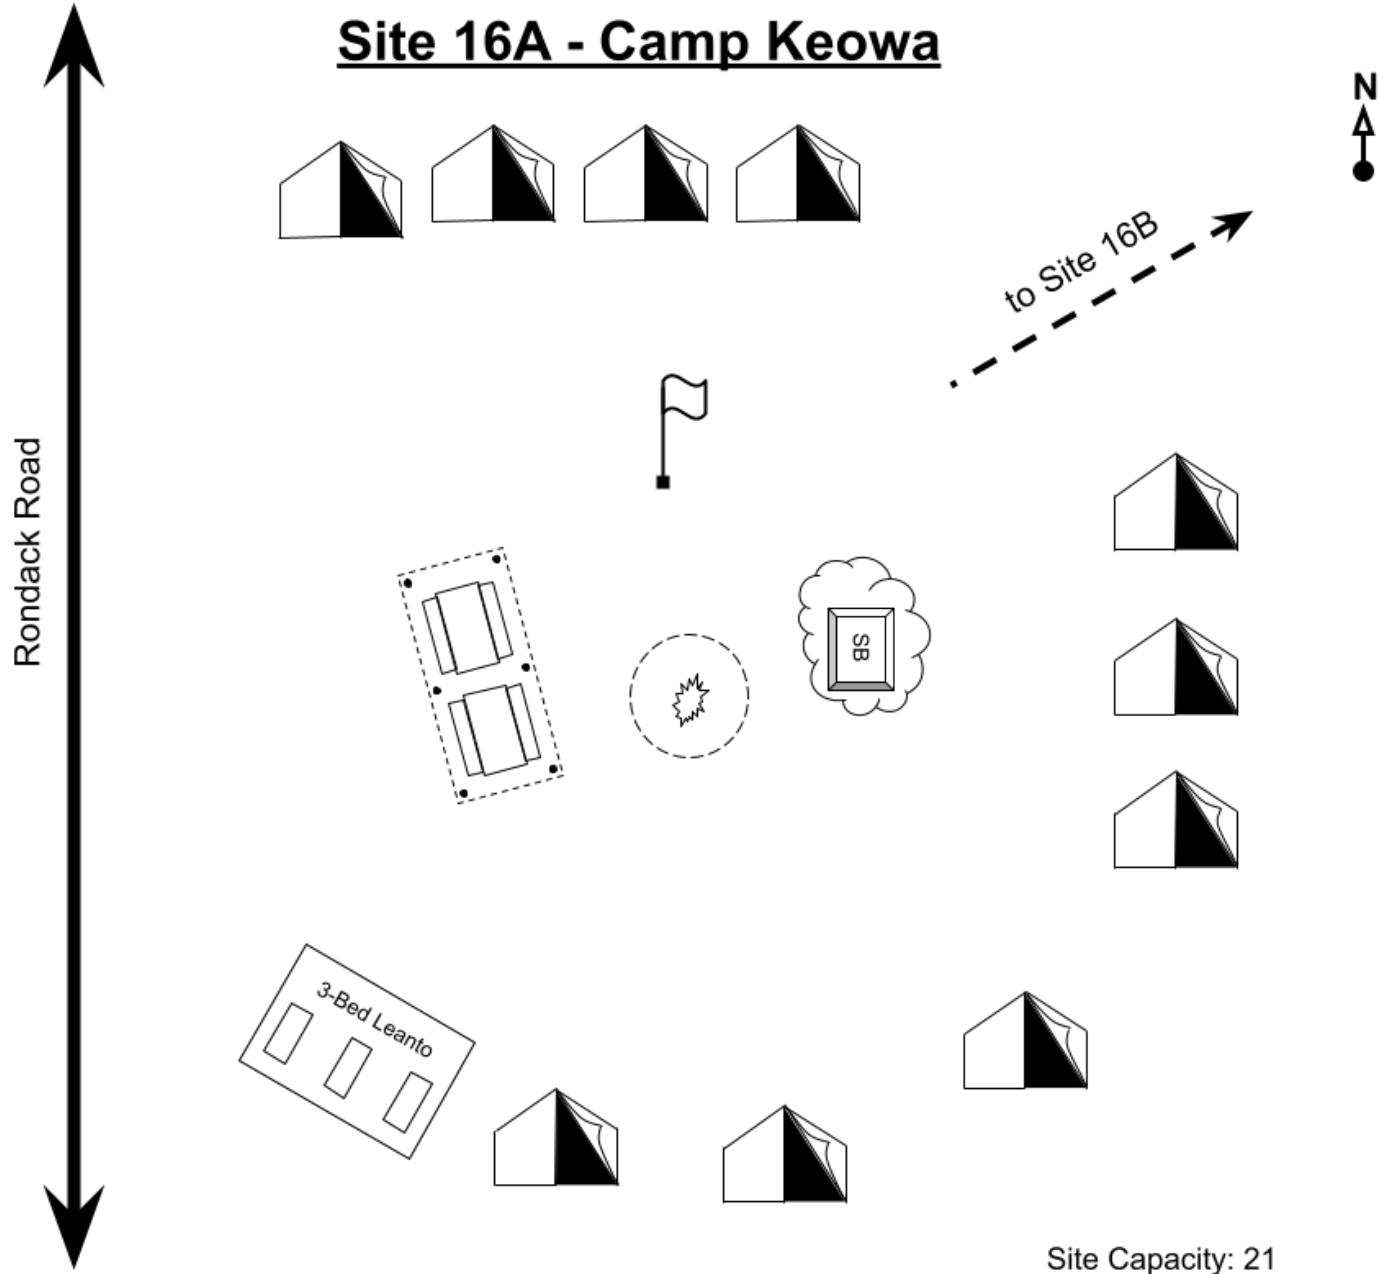 Site 16A - Camp Keowa
N
to Site 16B
Rondack Road
SB
3-Bed Leanto
Site Capacity: 21